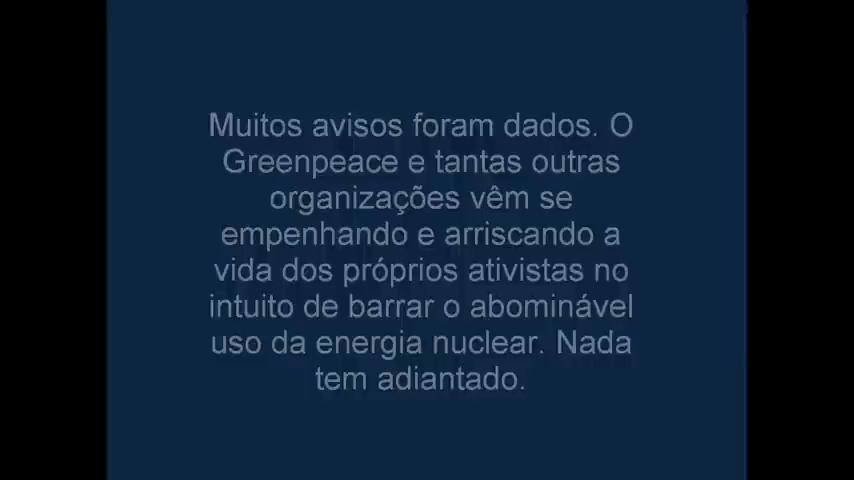 Muitos avisos foram dados. O
Greenpeace e tantas outras
organizações vêm se
empenhando e arriscando a
vida dos próprios ativistas no
intuito de barrar o abominável
uso da energia nuclear. Nada
tem adiantado.